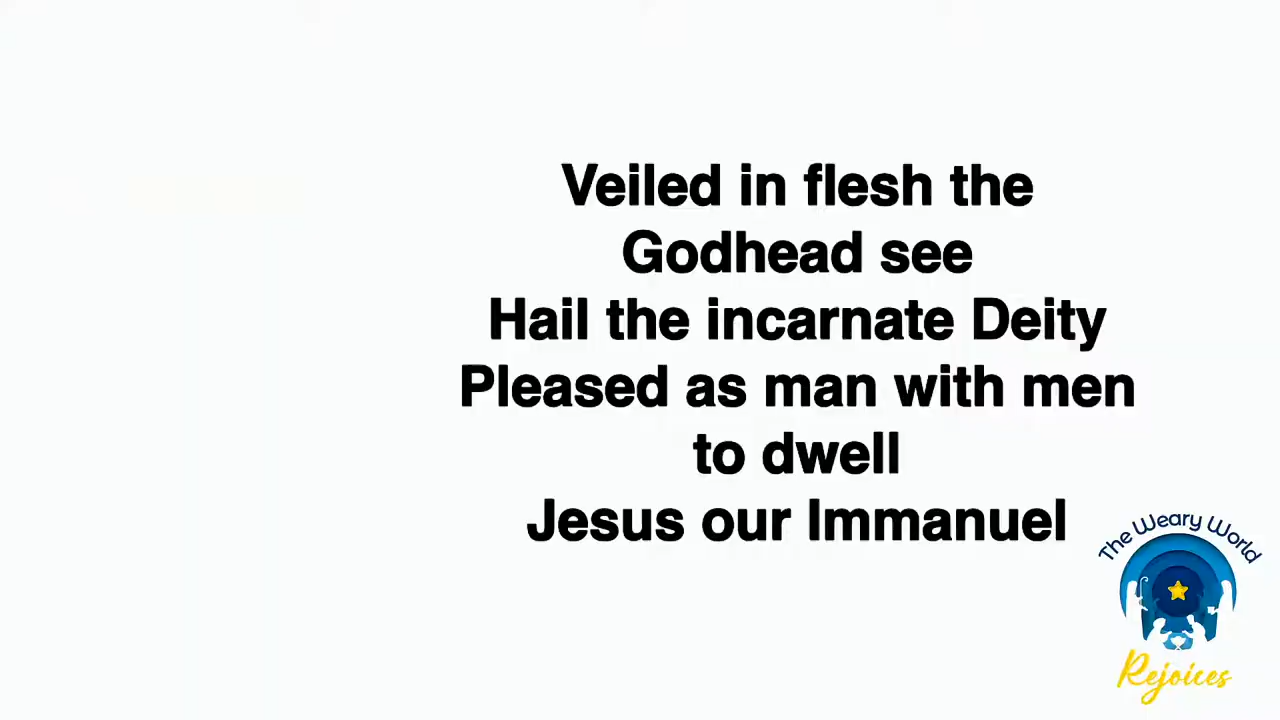 Veiled in flesh the
Godhead see
Hail the incarnate Deity
Pleased as man with men
to dwell
Jesus our Immanuel
The Weary World
Rejoices